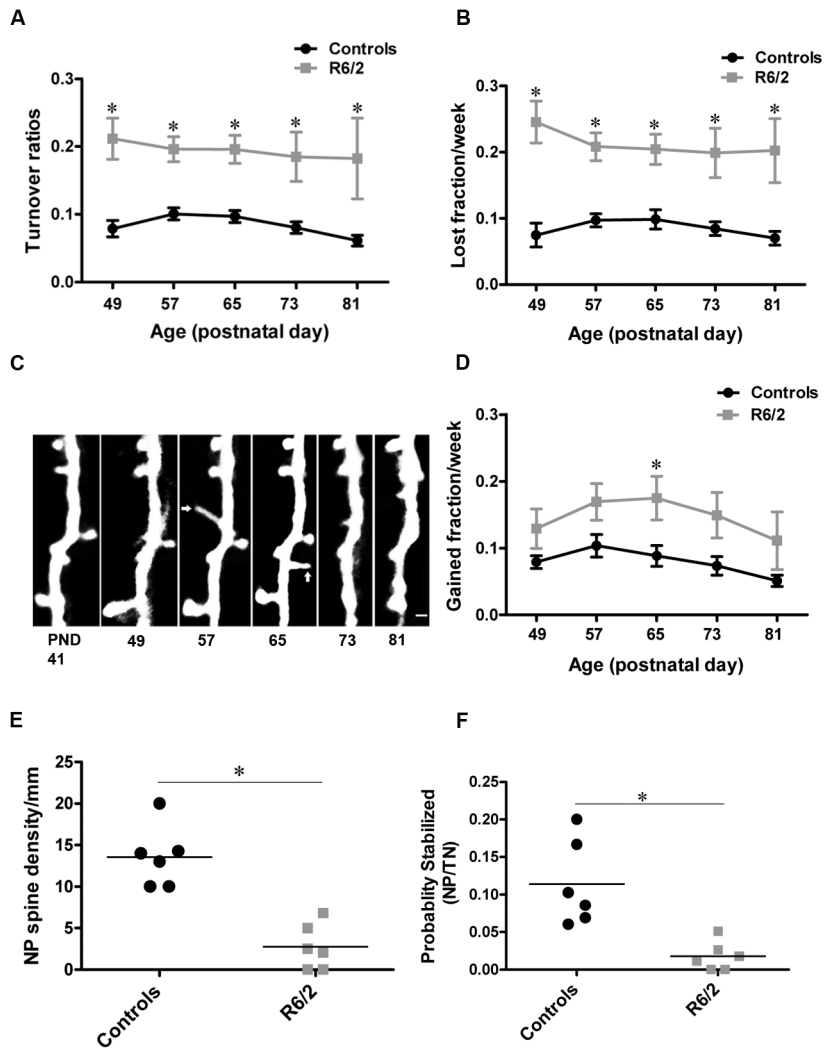 A
Controls
R6/2
Turnover ratios
0.3
0.2
0.1
0.0
* * * * *
49 57 65 73 81
Age (postnatal day)
B
Controls
R6/2
Lost fraction/week
0.3
0.2
0.1
0.0
* * * * *
49 57 65 73 81
Age (postnatal day)
C
PND 41 49 57 65 73 81
D
Controls
R6/2
Gained fraction/week
0.3
0.2
0.1
0.0
*
49 57 65 73 81
Age (postnatal day)
E
NP spine density/mm
25
20
15
10
5
0
*
Controls R6/2
F
Probablity Stabilized
(NP/TN)
0.25
0.20
0.15
0.10
0.05
0.00
*
Controls R6/2